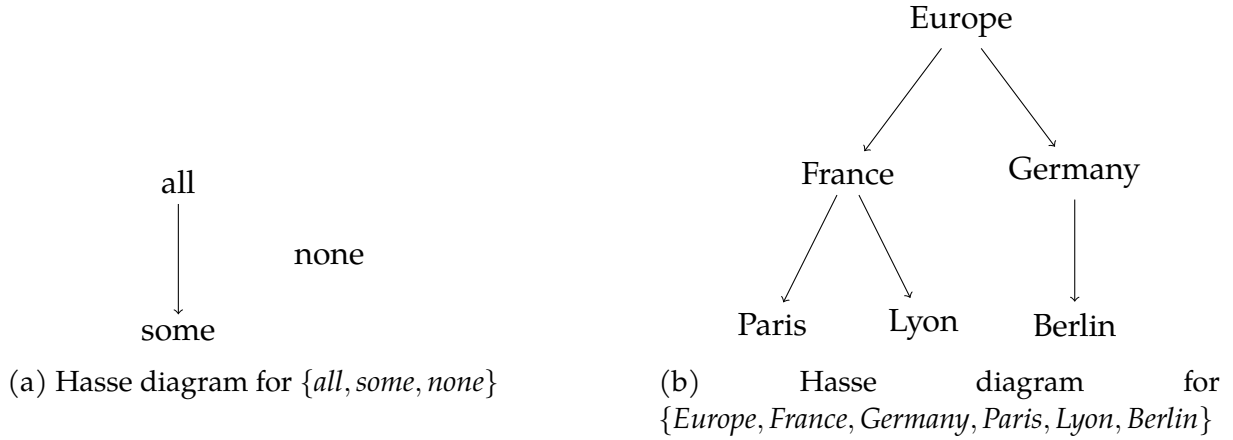 all
none
some
(a) Hasse diagram for {all, some, none}
Europe
France
Germany
Paris
Lyon
Berlin
(b) Hasse diagram for
{Europe, France, Germany, Paris, Lyon, Berlin}